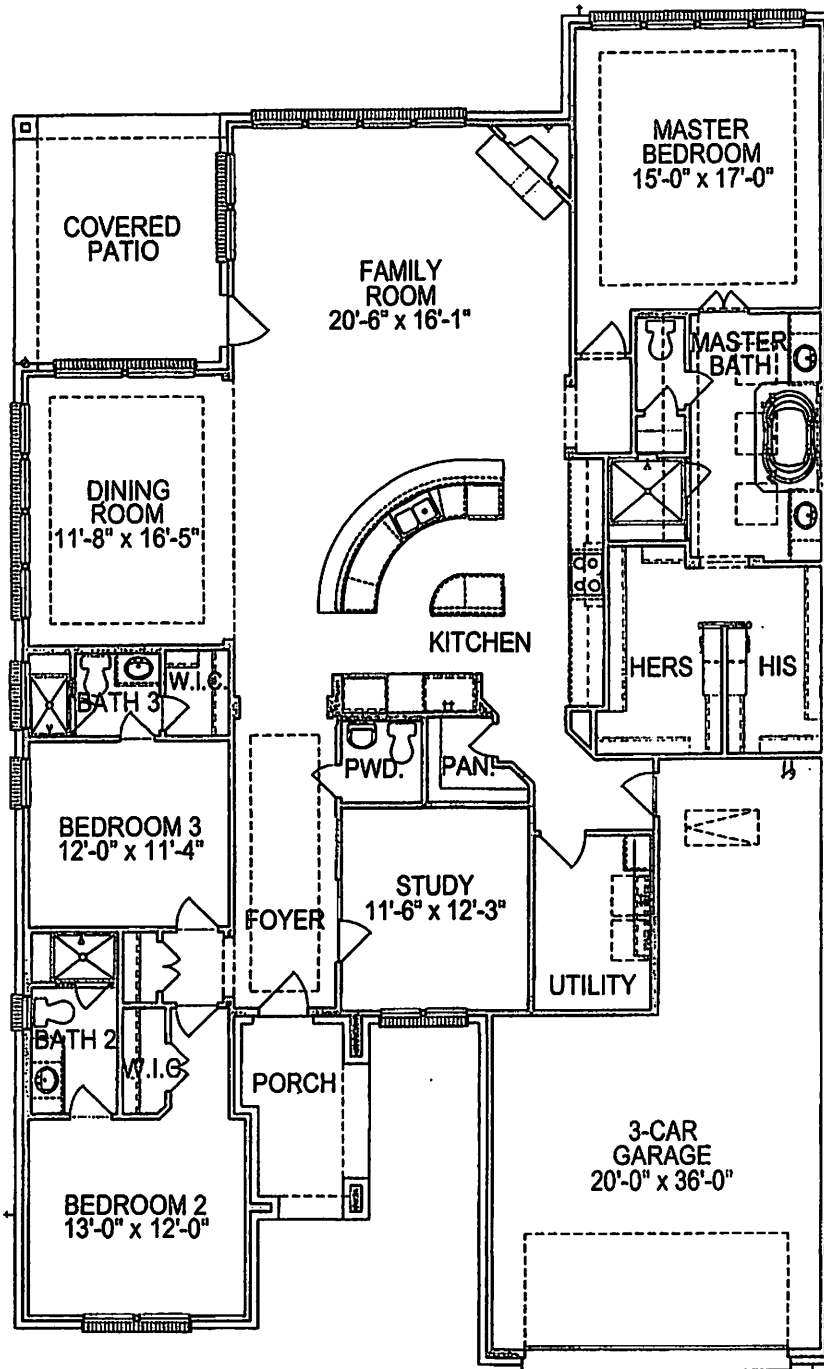 MASTER
BEDROOM
15'-0" x 17'-0"
COVERED
PATIO
FAMILY
ROOM
20'-6" x 16'-1"
MASTER
BATH
DINING
ROOM
11'-8" x 16'-5"
KITCHEN
HERS
HIS
BATH 3
W.I.C.
PWD.
PAN.
BEDROOM 3
12'-0" x 11'-4"
STUDY
11'-6" x 12'-3"
FOYER
UTILITY
BATH 2
W.I.C
PORCH
3-CAR
GARAGE
20'-0" x 36'-0"
BEDROOM 2
13'-0" x 12'-0"